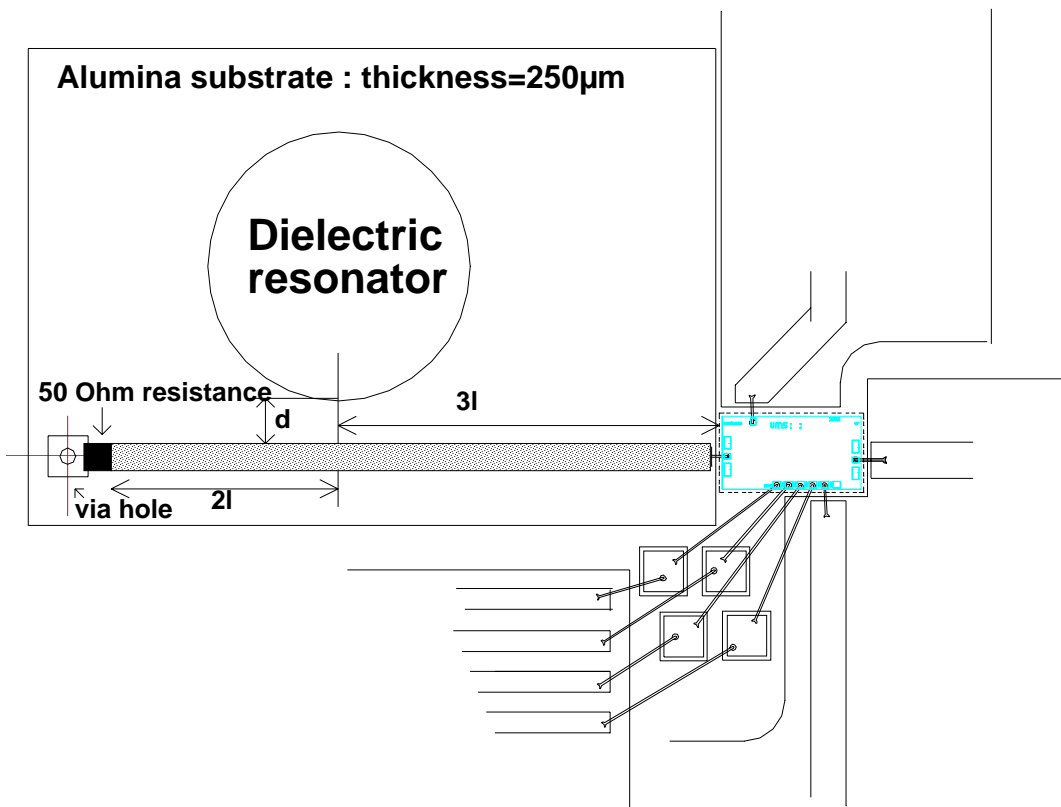 Alumina substrate : thickness=250µm
Dielectric
resonator
50 Ohm resistance
d
3l
2l
via hole